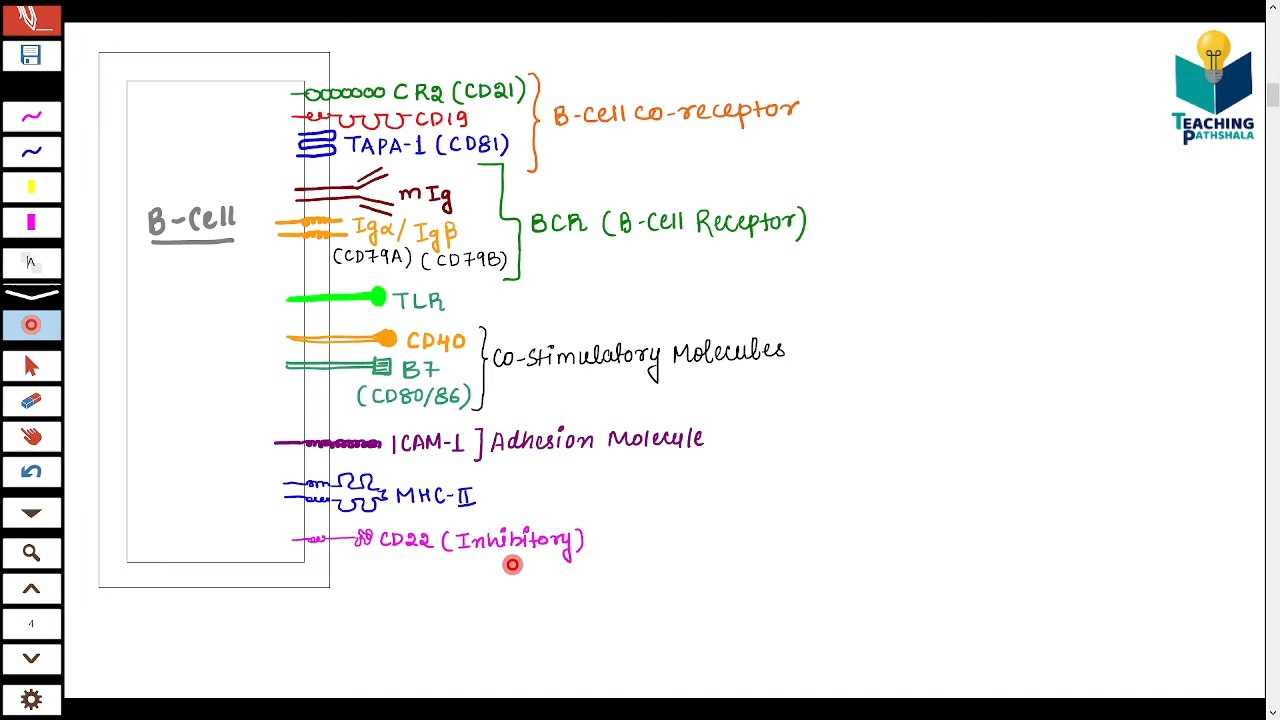 CR2 (CD21)
CD19
TAPA-1 (CD81)
B-Cell Co-receptor
mIg
Igα/Igβ
(CD79A) (CD79B)
BCR (B-Cell Receptor)
B-Cell
TLR
CD40
B7
(CD80/86)
Co-Stimulatory Molecules
ICAM-1] Adhesion Molecule
MHC-II
CD22 (Inhibitory)
TEACHING
PATHSHALA
4